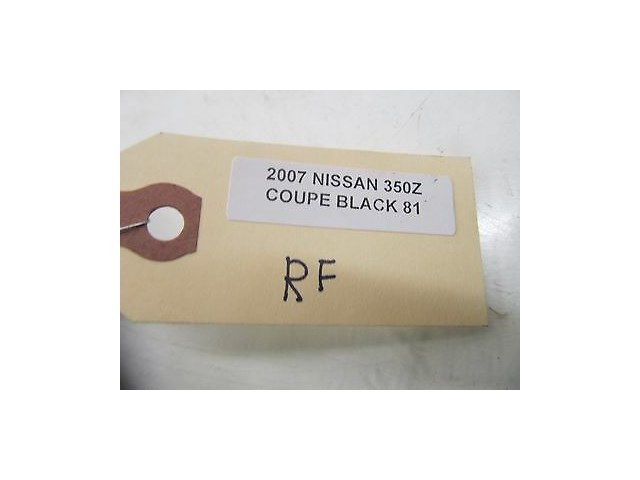 2007 NISSAN 350Z
COUPE BLACK 81
RF